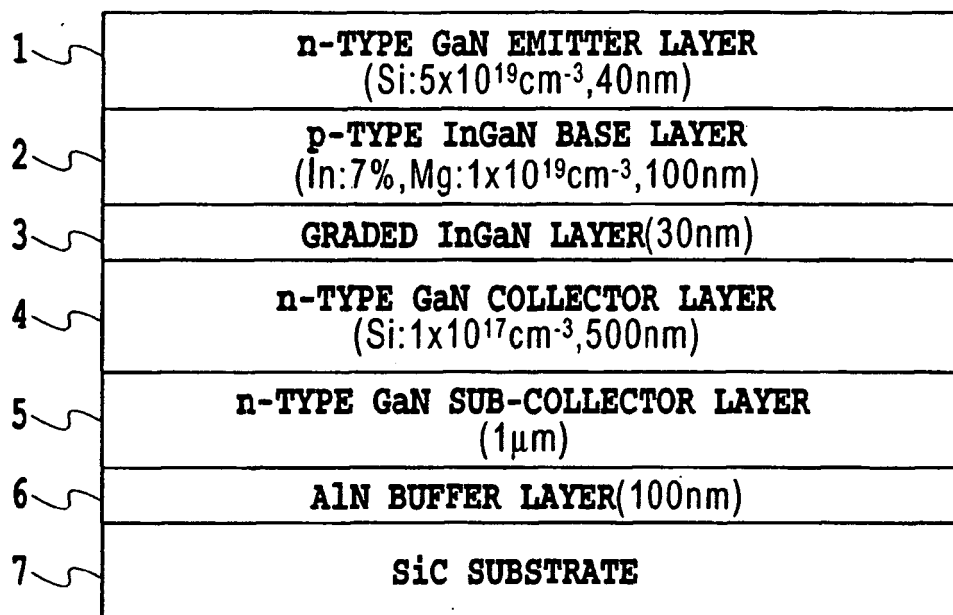 1
n-TYPE GaN EMITTER LAYER
(Si:5x10¹⁹cm⁻³,40nm)
2
p-TYPE InGaN BASE LAYER
(In:7%,Mg:1x10¹⁹cm⁻³,100nm)
3
GRADED InGaN LAYER(30nm)
4
n-TYPE GaN COLLECTOR LAYER
(Si:1x10¹⁷cm⁻³,500nm)
5
n-TYPE GaN SUB-COLLECTOR LAYER
(1μm)
6
AlN BUFFER LAYER(100nm)
7
SiC SUBSTRATE